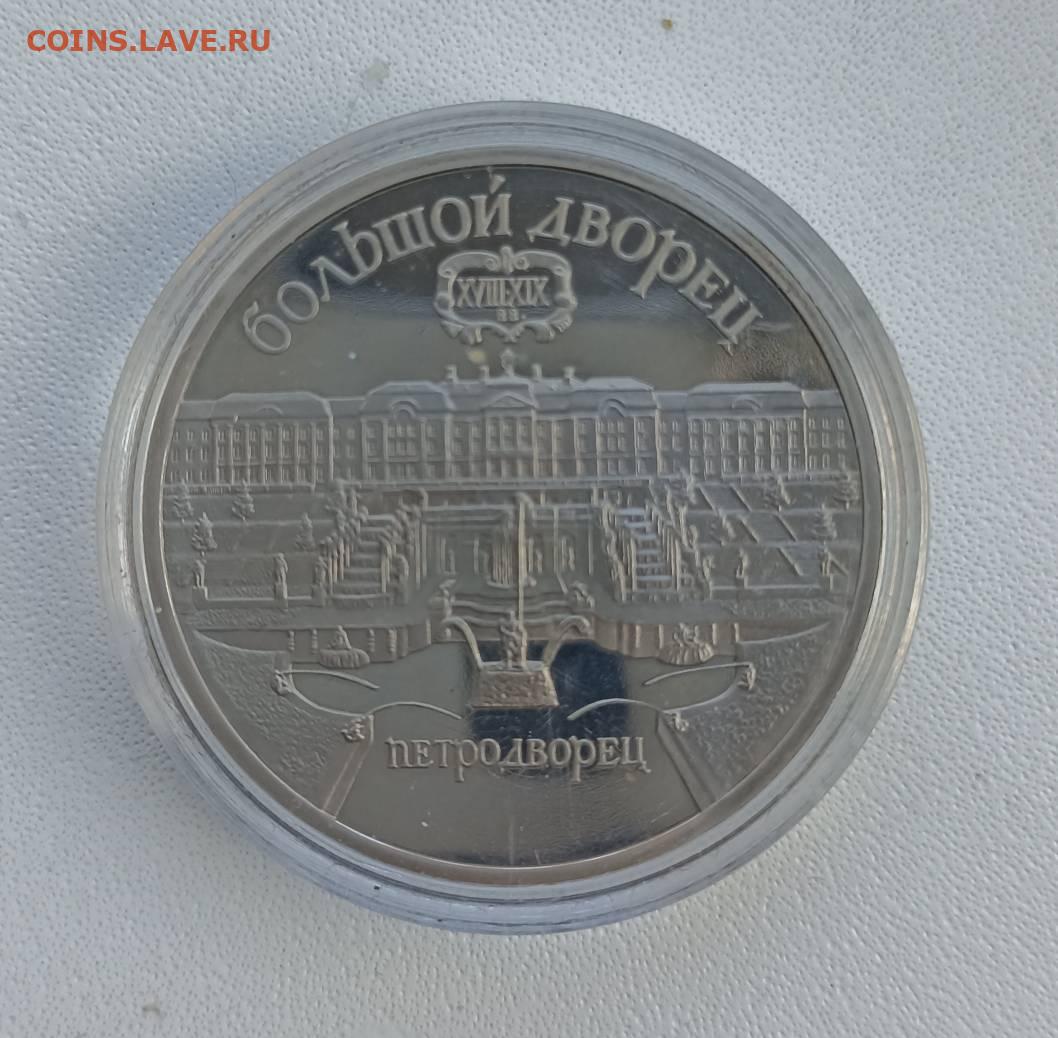 COINS.LAVE.RU
БОЛЬШОЙ ДВОРЕЦ
XVIII-XIX
ВВ.
ПЕТРОДВОРЕЦ